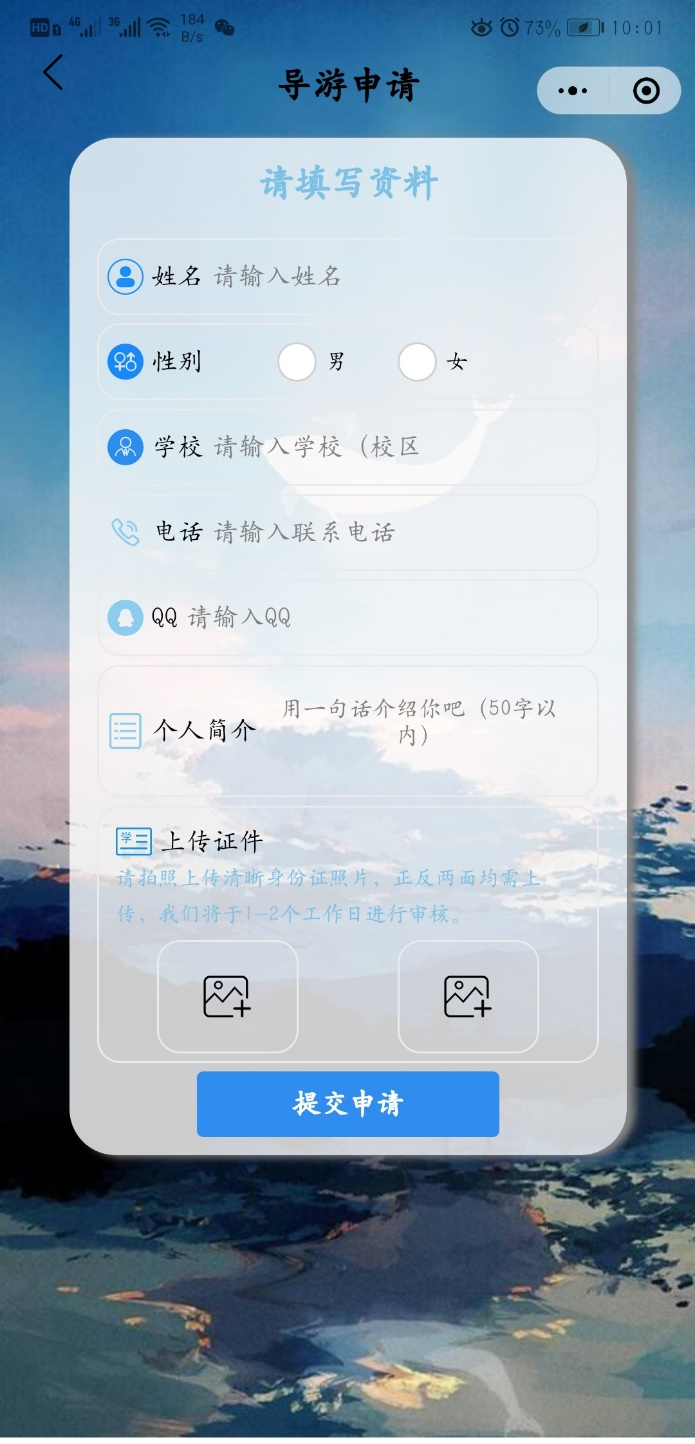 HD 1 4G 3G 184 B/s 73% 10:01
导游申请
请填写资料
姓名 请输入姓名
性别 男 女
学校 请输入学校（校区
电话 请输入联系电话
QQ 请输入QQ
个人简介 用一句话介绍你吧（50字以
内）
学 上传证件
请拍照上传清晰身份证照片，正反两面均需上
传，我们将于1-2个工作日进行审核。
提交申请